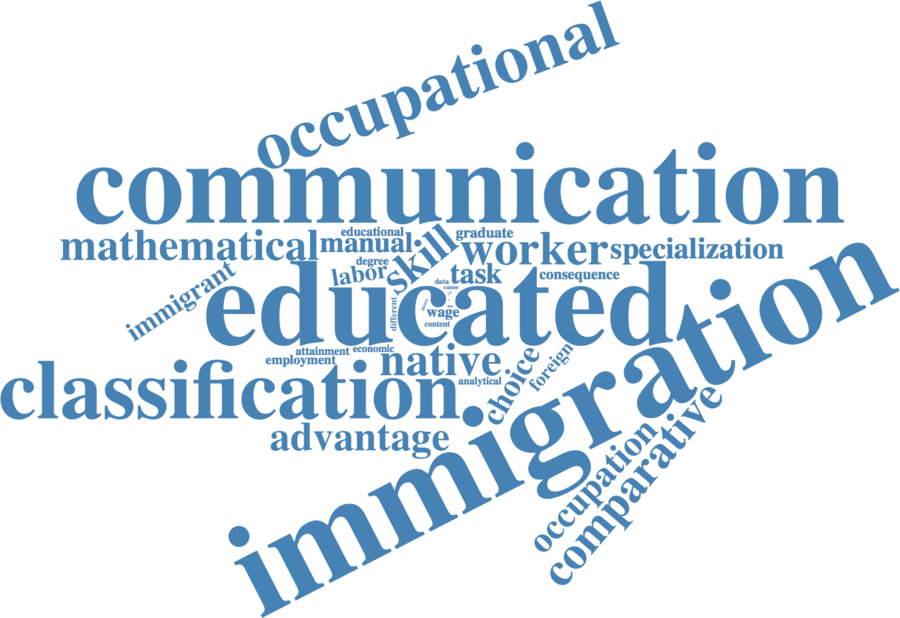 occupational
communication
educational
graduate
mathematical
manual
skill
worker
specialization
degree
labor
task
consequence
immigrant
data
cause
educated
different
wage
content
immigration
attainment
economic
employment
native
analytical
choice
foreign
classification
advantage
occupation
comparative